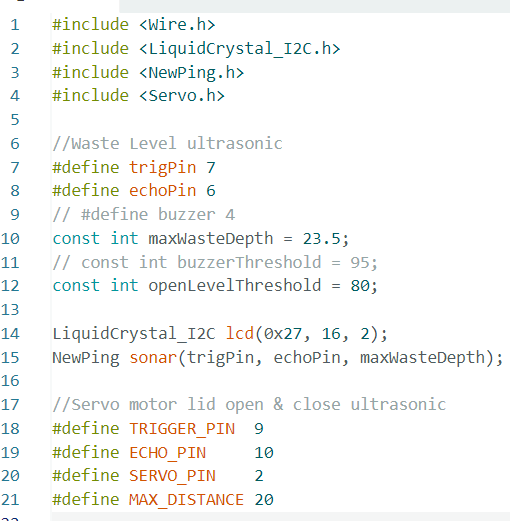 1 #include <Wire.h>
2 #include <LiquidCrystal_I2C.h>
3 #include <NewPing.h>
4 #include <Servo.h>
5
6 //Waste Level ultrasonic
7 #define trigPin 7
8 #define echoPin 6
9 // #define buzzer 4
10 const int maxWasteDepth = 23.5;
11 // const int buzzerThreshold = 95;
12 const int openLevelThreshold = 80;
13
14 LiquidCrystal_I2C lcd(0x27, 16, 2);
15 NewPing sonar(trigPin, echoPin, maxWasteDepth);
16
17 //Servo motor lid open & close ultrasonic
18 #define TRIGGER_PIN  9
19 #define ECHO_PIN     10
20 #define SERVO_PIN    2
21 #define MAX_DISTANCE 20